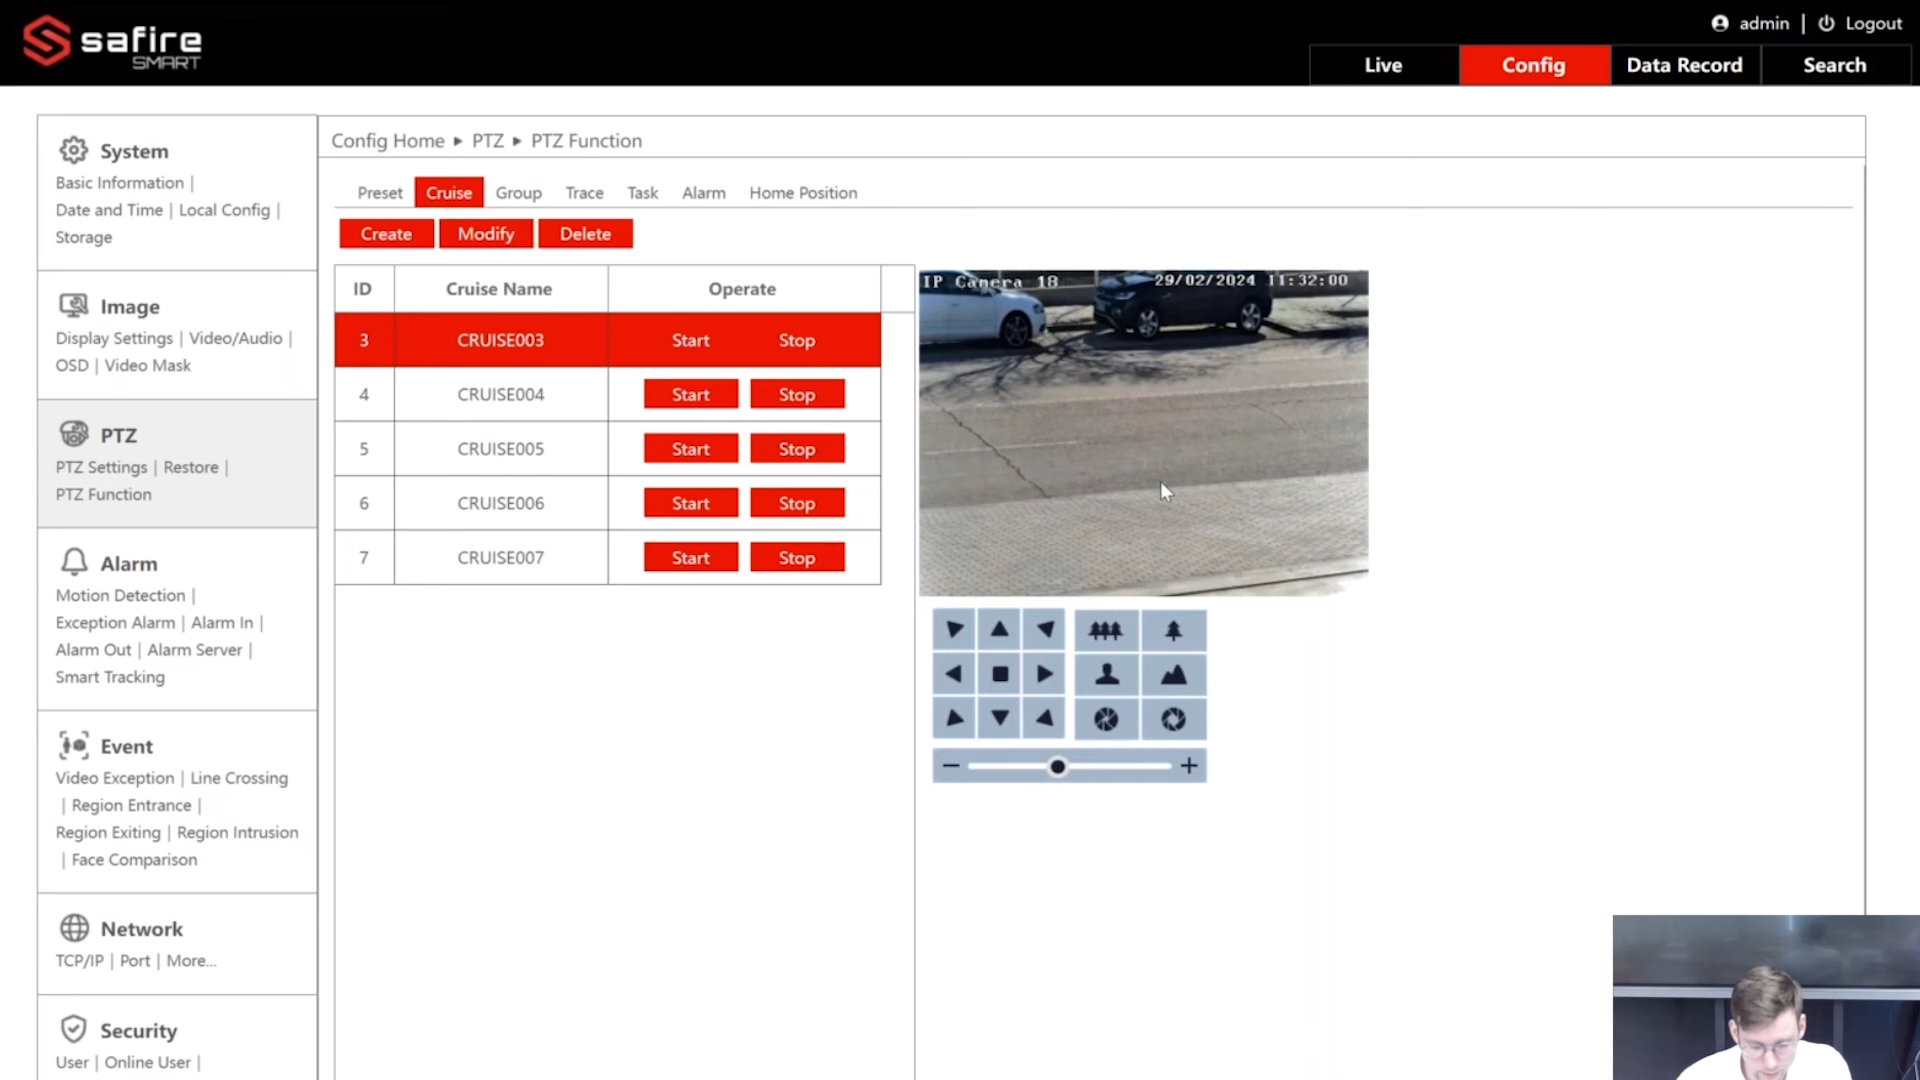 safire
SMART
admin | Logout
Live Config Data Record Search
System
Basic Information |
Date and Time | Local Config |
Storage
Image
Display Settings | Video/Audio |
OSD | Video Mask
PTZ
PTZ Settings | Restore |
PTZ Function
Alarm
Motion Detection |
Exception Alarm | Alarm In |
Alarm Out | Alarm Server |
Smart Tracking
Event
Video Exception | Line Crossing
| Region Entrance |
Region Exiting | Region Intrusion
| Face Comparison
Network
TCP/IP | Port | More...
Security
User | Online User |
Config Home ▸ PTZ ▸ PTZ Function
Preset Cruise Group Trace Task Alarm Home Position
Create Modify Delete
ID Cruise Name Operate
3 CRUISE003 Start Stop
4 CRUISE004 Start Stop
5 CRUISE005 Start Stop
6 CRUISE006 Start Stop
7 CRUISE007 Start Stop
IP Camera 18 29/02/2024 11:32:00